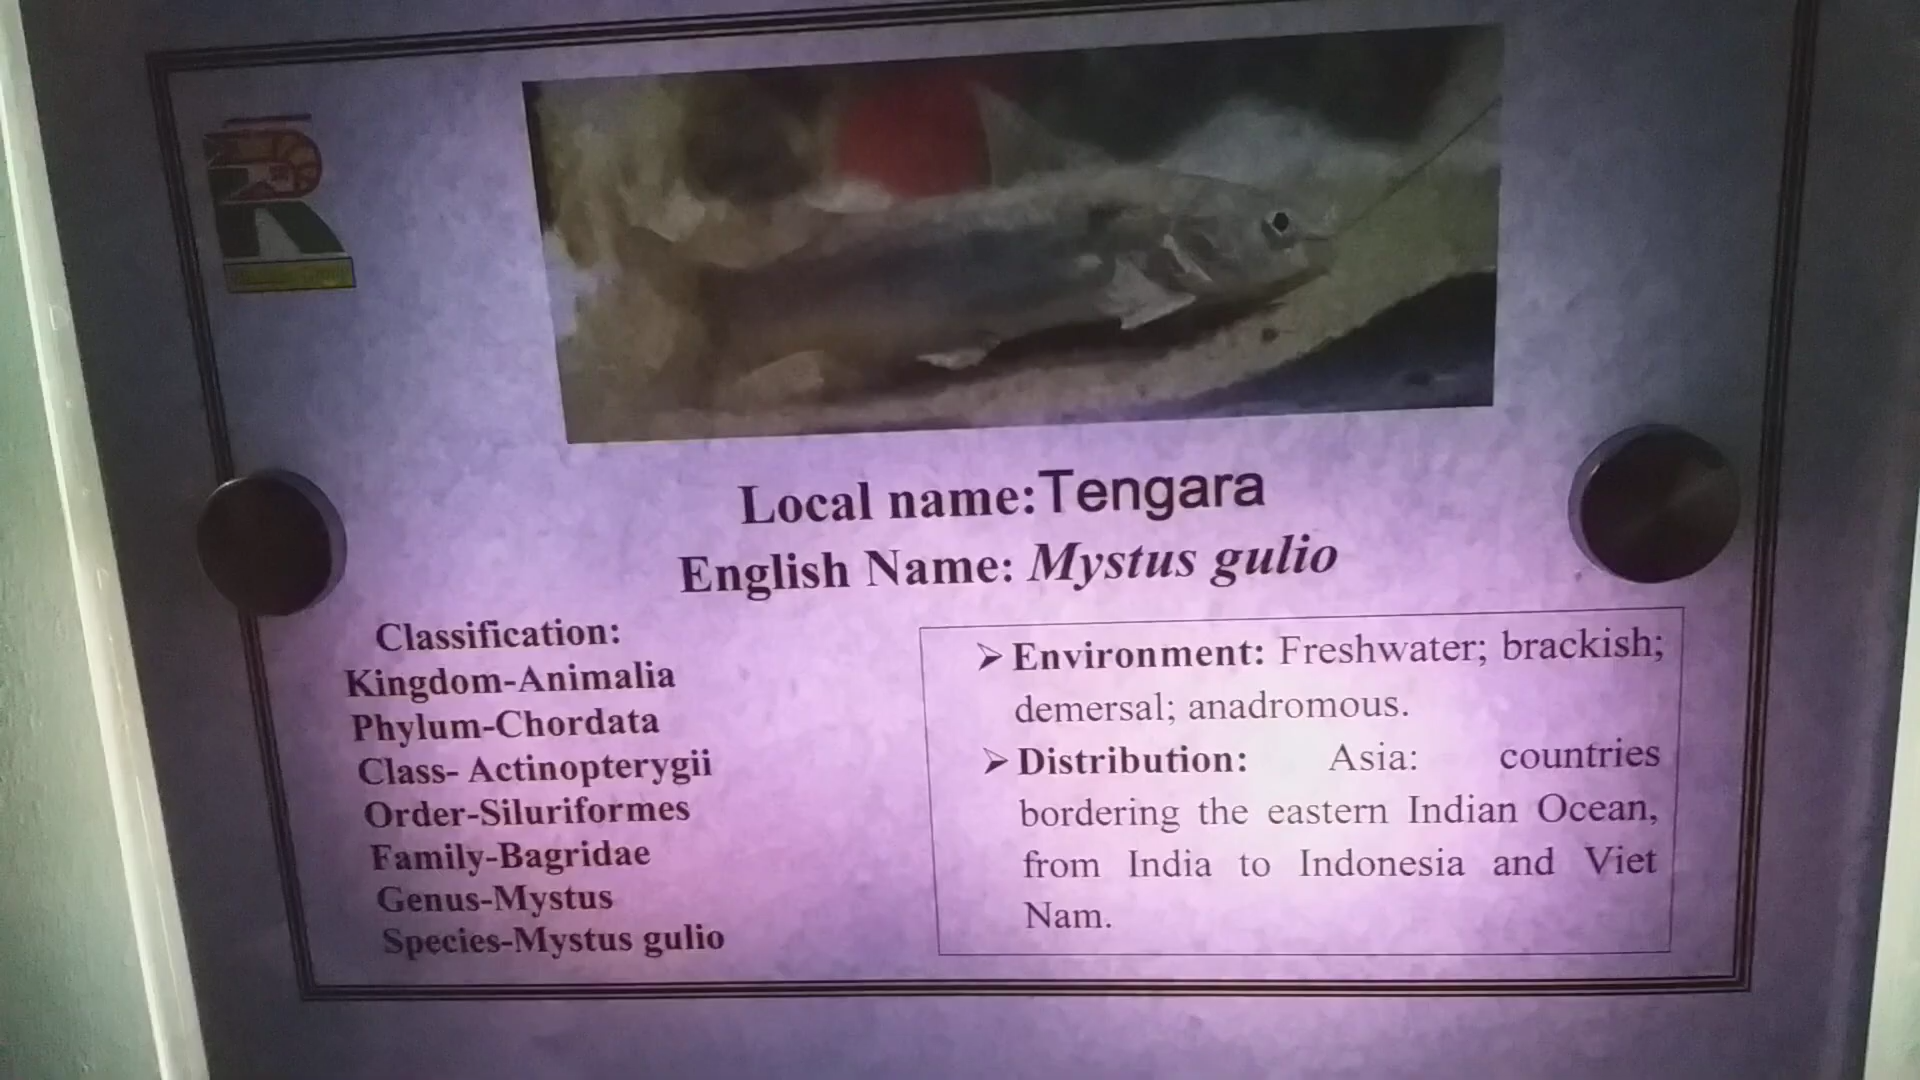 Local name:Tengara
English Name: Mystus gulio
Classification:
Kingdom-Animalia
Phylum-Chordata
Class- Actinopterygii
Order-Siluriformes
Family-Bagridae
Genus-Mystus
Species-Mystus gulio
➢ Environment: Freshwater; brackish;
demersal; anadromous.
➢ Distribution: Asia: countries
bordering the eastern Indian Ocean,
from India to Indonesia and Viet
Nam.